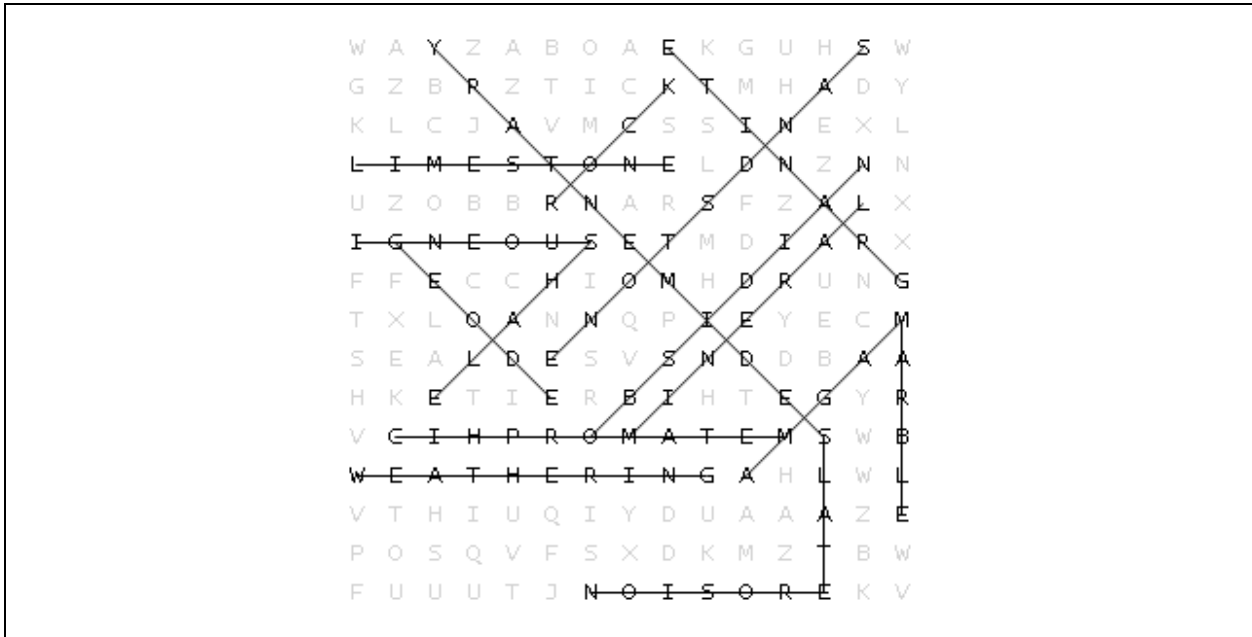 W A Y Z A B O A E K G U H S W
G Z B R Z T I C K T M H A D Y
K L C J A V M C S S I N E X L
L I M E S T O N E L D N Z N N
U Z O B B R N A R S F Z A L X
I G N E O U S E T M D I A R X
F F E C C H I O M H D R U N G
T X L O A N N Q P I E Y E C M
S E A L D E S V S N D D B A A
H K E T I E R B I H T E G Y R
V C I H P R O M A T E M S W B
W E A T H E R I N G A H L W L
V T H I U Q I Y D U A A A Z E
P O S Q V F S X D K M Z T B W
F U U U T J N O I S O R E K V